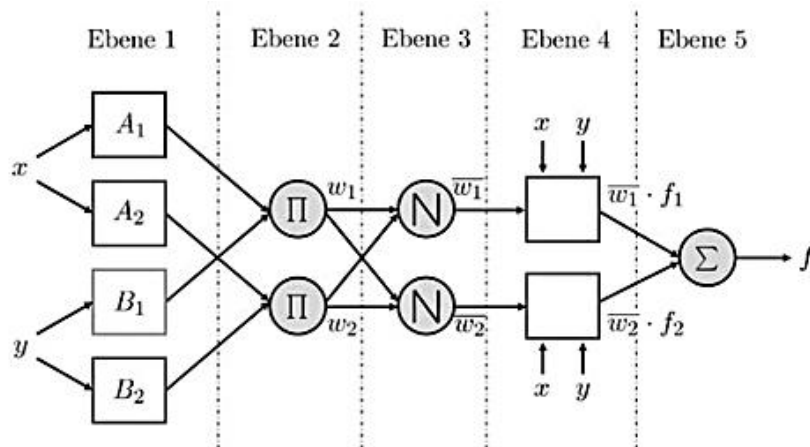 Ebene 1 Ebene 2 Ebene 3 Ebene 4 Ebene 5
A₁
x y
x
A₂
w₁
w̅₁
w̅₁ · f₁
Π
N
Σ
f
B₁
Π
N
y
w₂
w̅₂
w̅₂ · f₂
B₂
x y